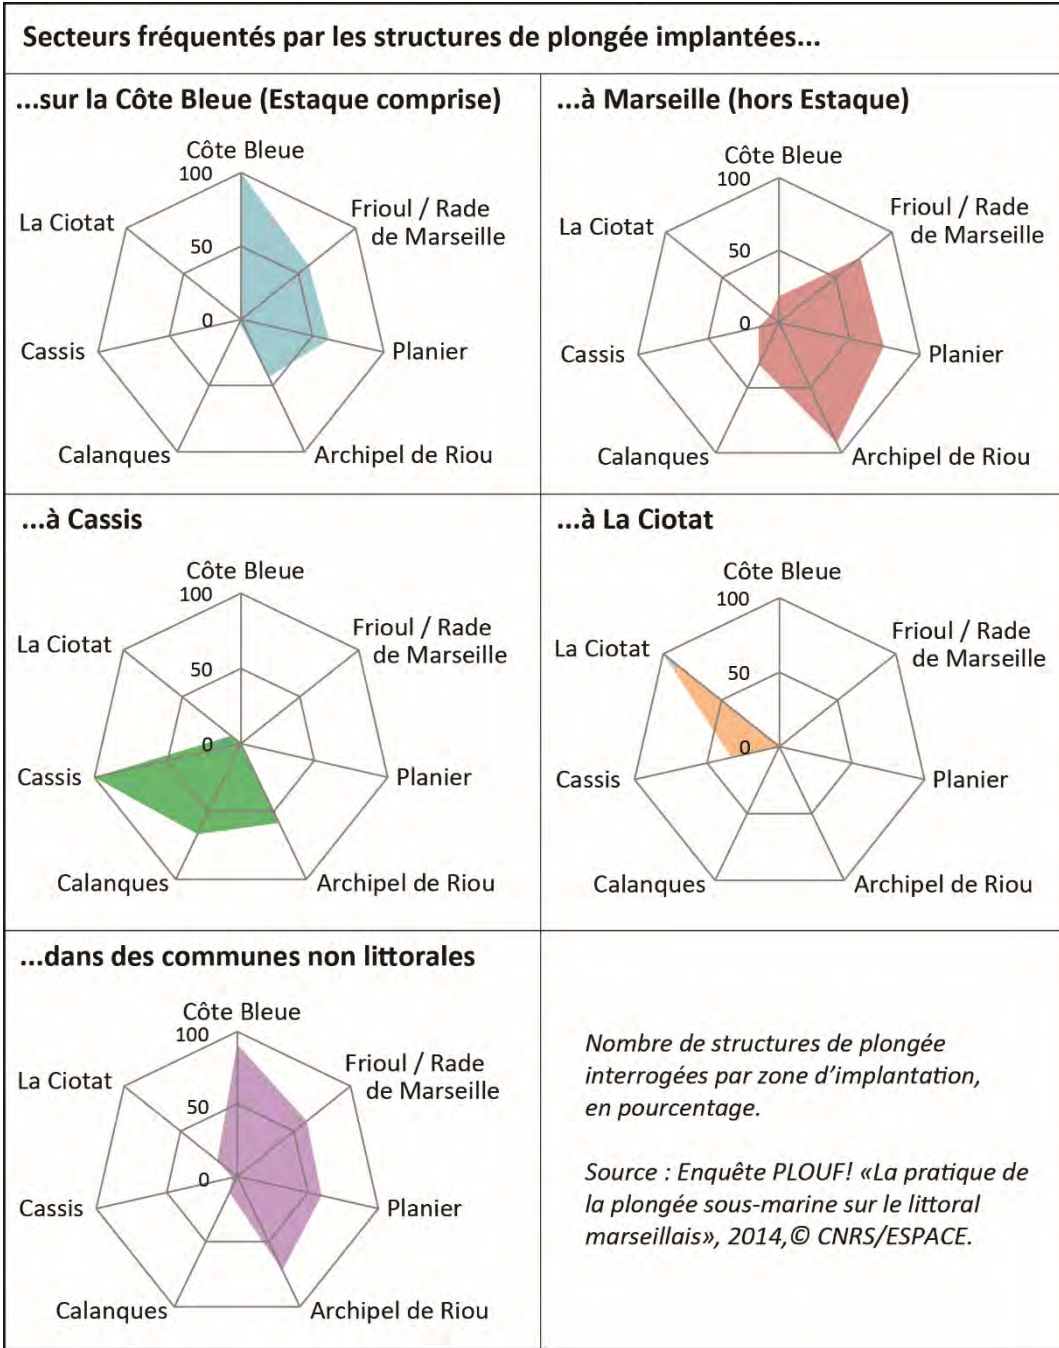 Secteurs fréquentés par les structures de plongée implantées...
...sur la Côte Bleue (Estaque comprise)
Côte Bleue
100
Frioul / Rade
de Marseille
La Ciotat
50
0
Cassis
Planier
Calanques
Archipel de Riou
...à Marseille (hors Estaque)
Côte Bleue
100
Frioul / Rade
de Marseille
La Ciotat
50
0
Cassis
Planier
Calanques
Archipel de Riou
...à Cassis
Côte Bleue
100
Frioul / Rade
de Marseille
La Ciotat
50
0
Cassis
Planier
Calanques
Archipel de Riou
...à La Ciotat
Côte Bleue
100
Frioul / Rade
de Marseille
La Ciotat
50
0
Cassis
Planier
Calanques
Archipel de Riou
...dans des communes non littorales
Côte Bleue
100
Frioul / Rade
de Marseille
La Ciotat
50
0
Cassis
Planier
Calanques
Archipel de Riou
Nombre de structures de plongée
interrogées par zone d'implantation,
en pourcentage.
Source : Enquête PLOUF! «La pratique de
la plongée sous-marine sur le littoral
marseillais», 2014,© CNRS/ESPACE.